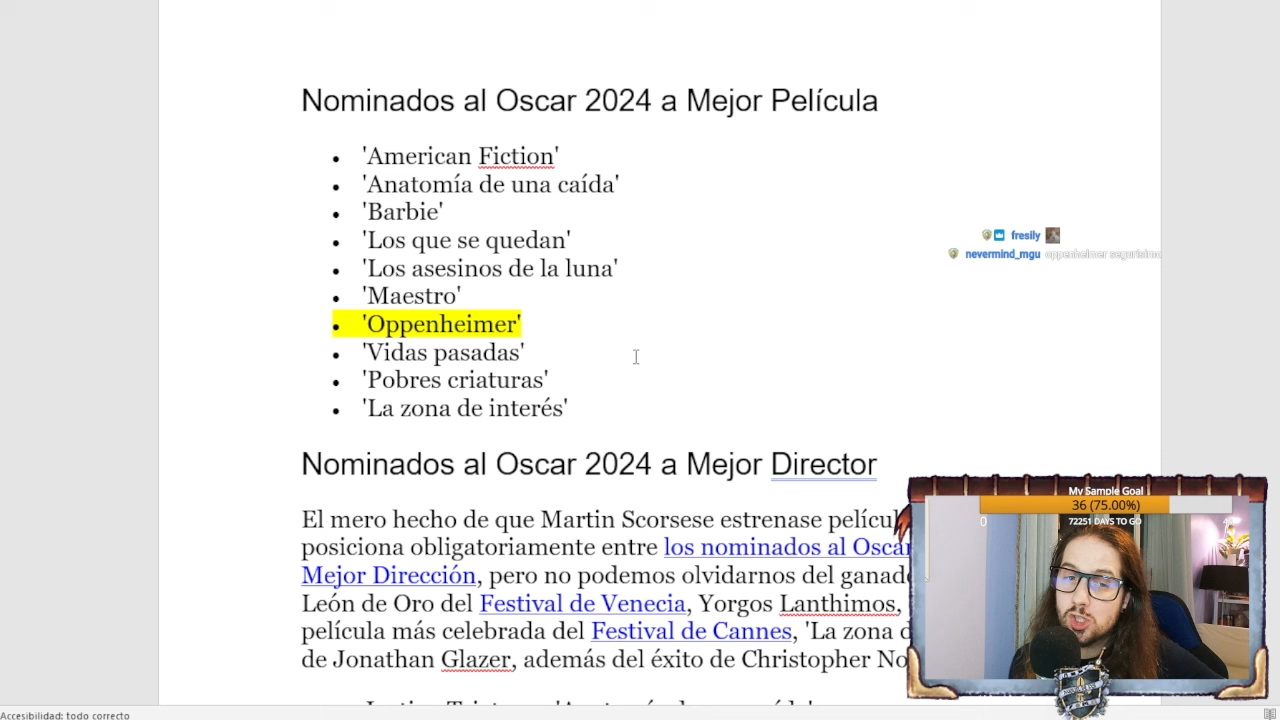 Nominados al Oscar 2024 a Mejor Película
• 'American Fiction'
• 'Anatomía de una caída'
• 'Barbie'
• 'Los que se quedan'
• 'Los asesinos de la luna'
• 'Maestro'
• 'Oppenheimer'
• 'Vidas pasadas'
• 'Pobres criaturas'
• 'La zona de interés'
fresily
nevermind_mgu oppenheimer segurisimo
Nominados al Oscar 2024 a Mejor Director
El mero hecho de que Martin Scorsese estrenase películ
posiciona obligatoriamente entre los nominados al Oscar
Mejor Dirección, pero no podemos olvidarnos del ganado
León de Oro del Festival de Venecia, Yorgos Lanthimos,
película más celebrada del Festival de Cannes, 'La zona d
de Jonathan Glazer, además del éxito de Christopher No
My Sample Goal
36 (75.00%)
0
72251 DAYS TO GO
Accesibilidad: todo correcto